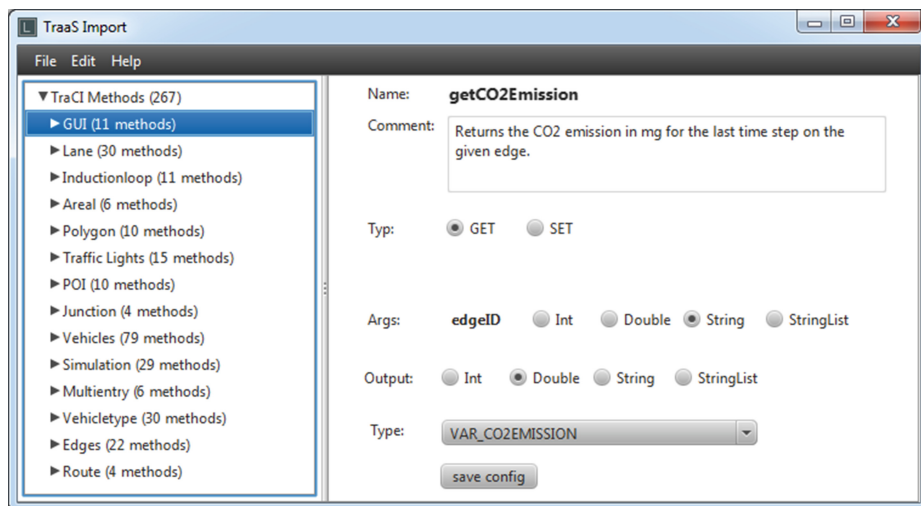 TraaS Import
File Edit Help
TraCI Methods (267)
GUI (11 methods)
Lane (30 methods)
Inductionloop (11 methods)
Areal (6 methods)
Polygon (10 methods)
Traffic Lights (15 methods)
POI (10 methods)
Junction (4 methods)
Vehicles (79 methods)
Simulation (29 methods)
Multientry (6 methods)
Vehicletype (30 methods)
Edges (22 methods)
Route (4 methods)
Name: getCO2Emission
Comment: Returns the CO2 emission in mg for the last time step on the
given edge.
Typ: GET SET
Args: edgeID Int Double String StringList
Output: Int Double String StringList
Type: VAR_CO2EMISSION
save config